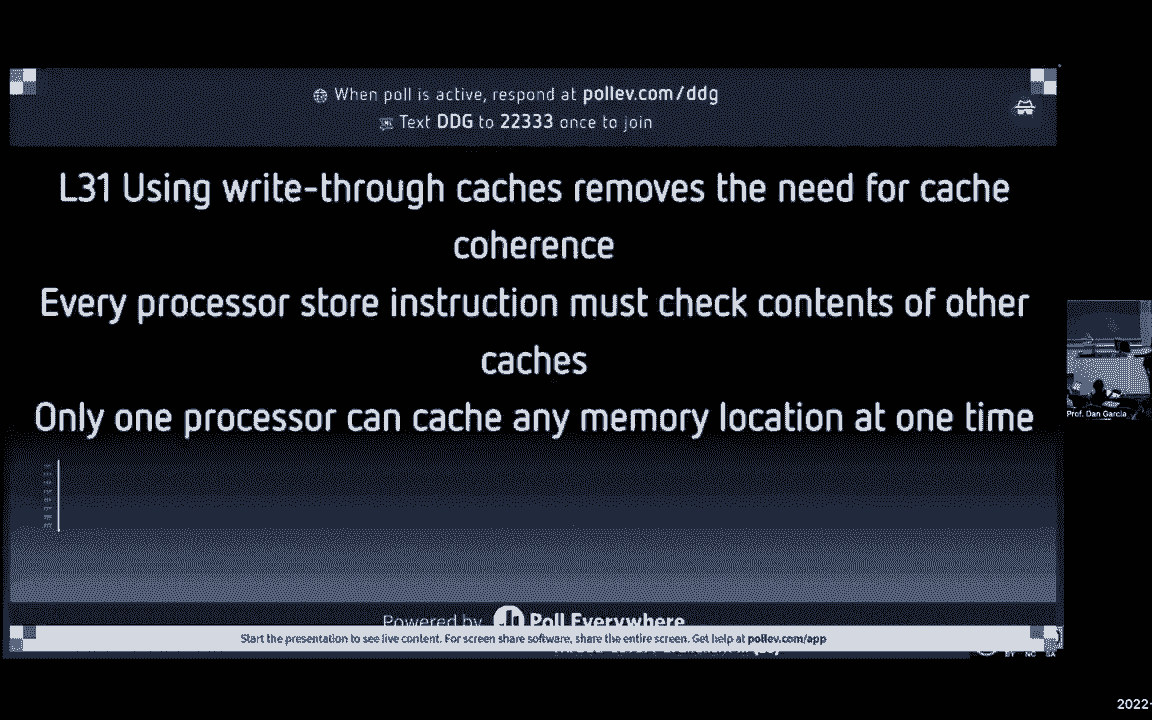 When poll is active, respond at pollev.com/ddg
Text DDG to 22333 once to join
L31 Using write-through caches removes the need for cache
coherence
Every processor store instruction must check contents of other
caches
Only one processor can cache any memory location at one time
Prof. Dan Garcia
Powered by Poll Everywhere
Start the presentation to see live content. For screen share software, share the entire screen. Get help at pollev.com/app
BY NC SA
2022-